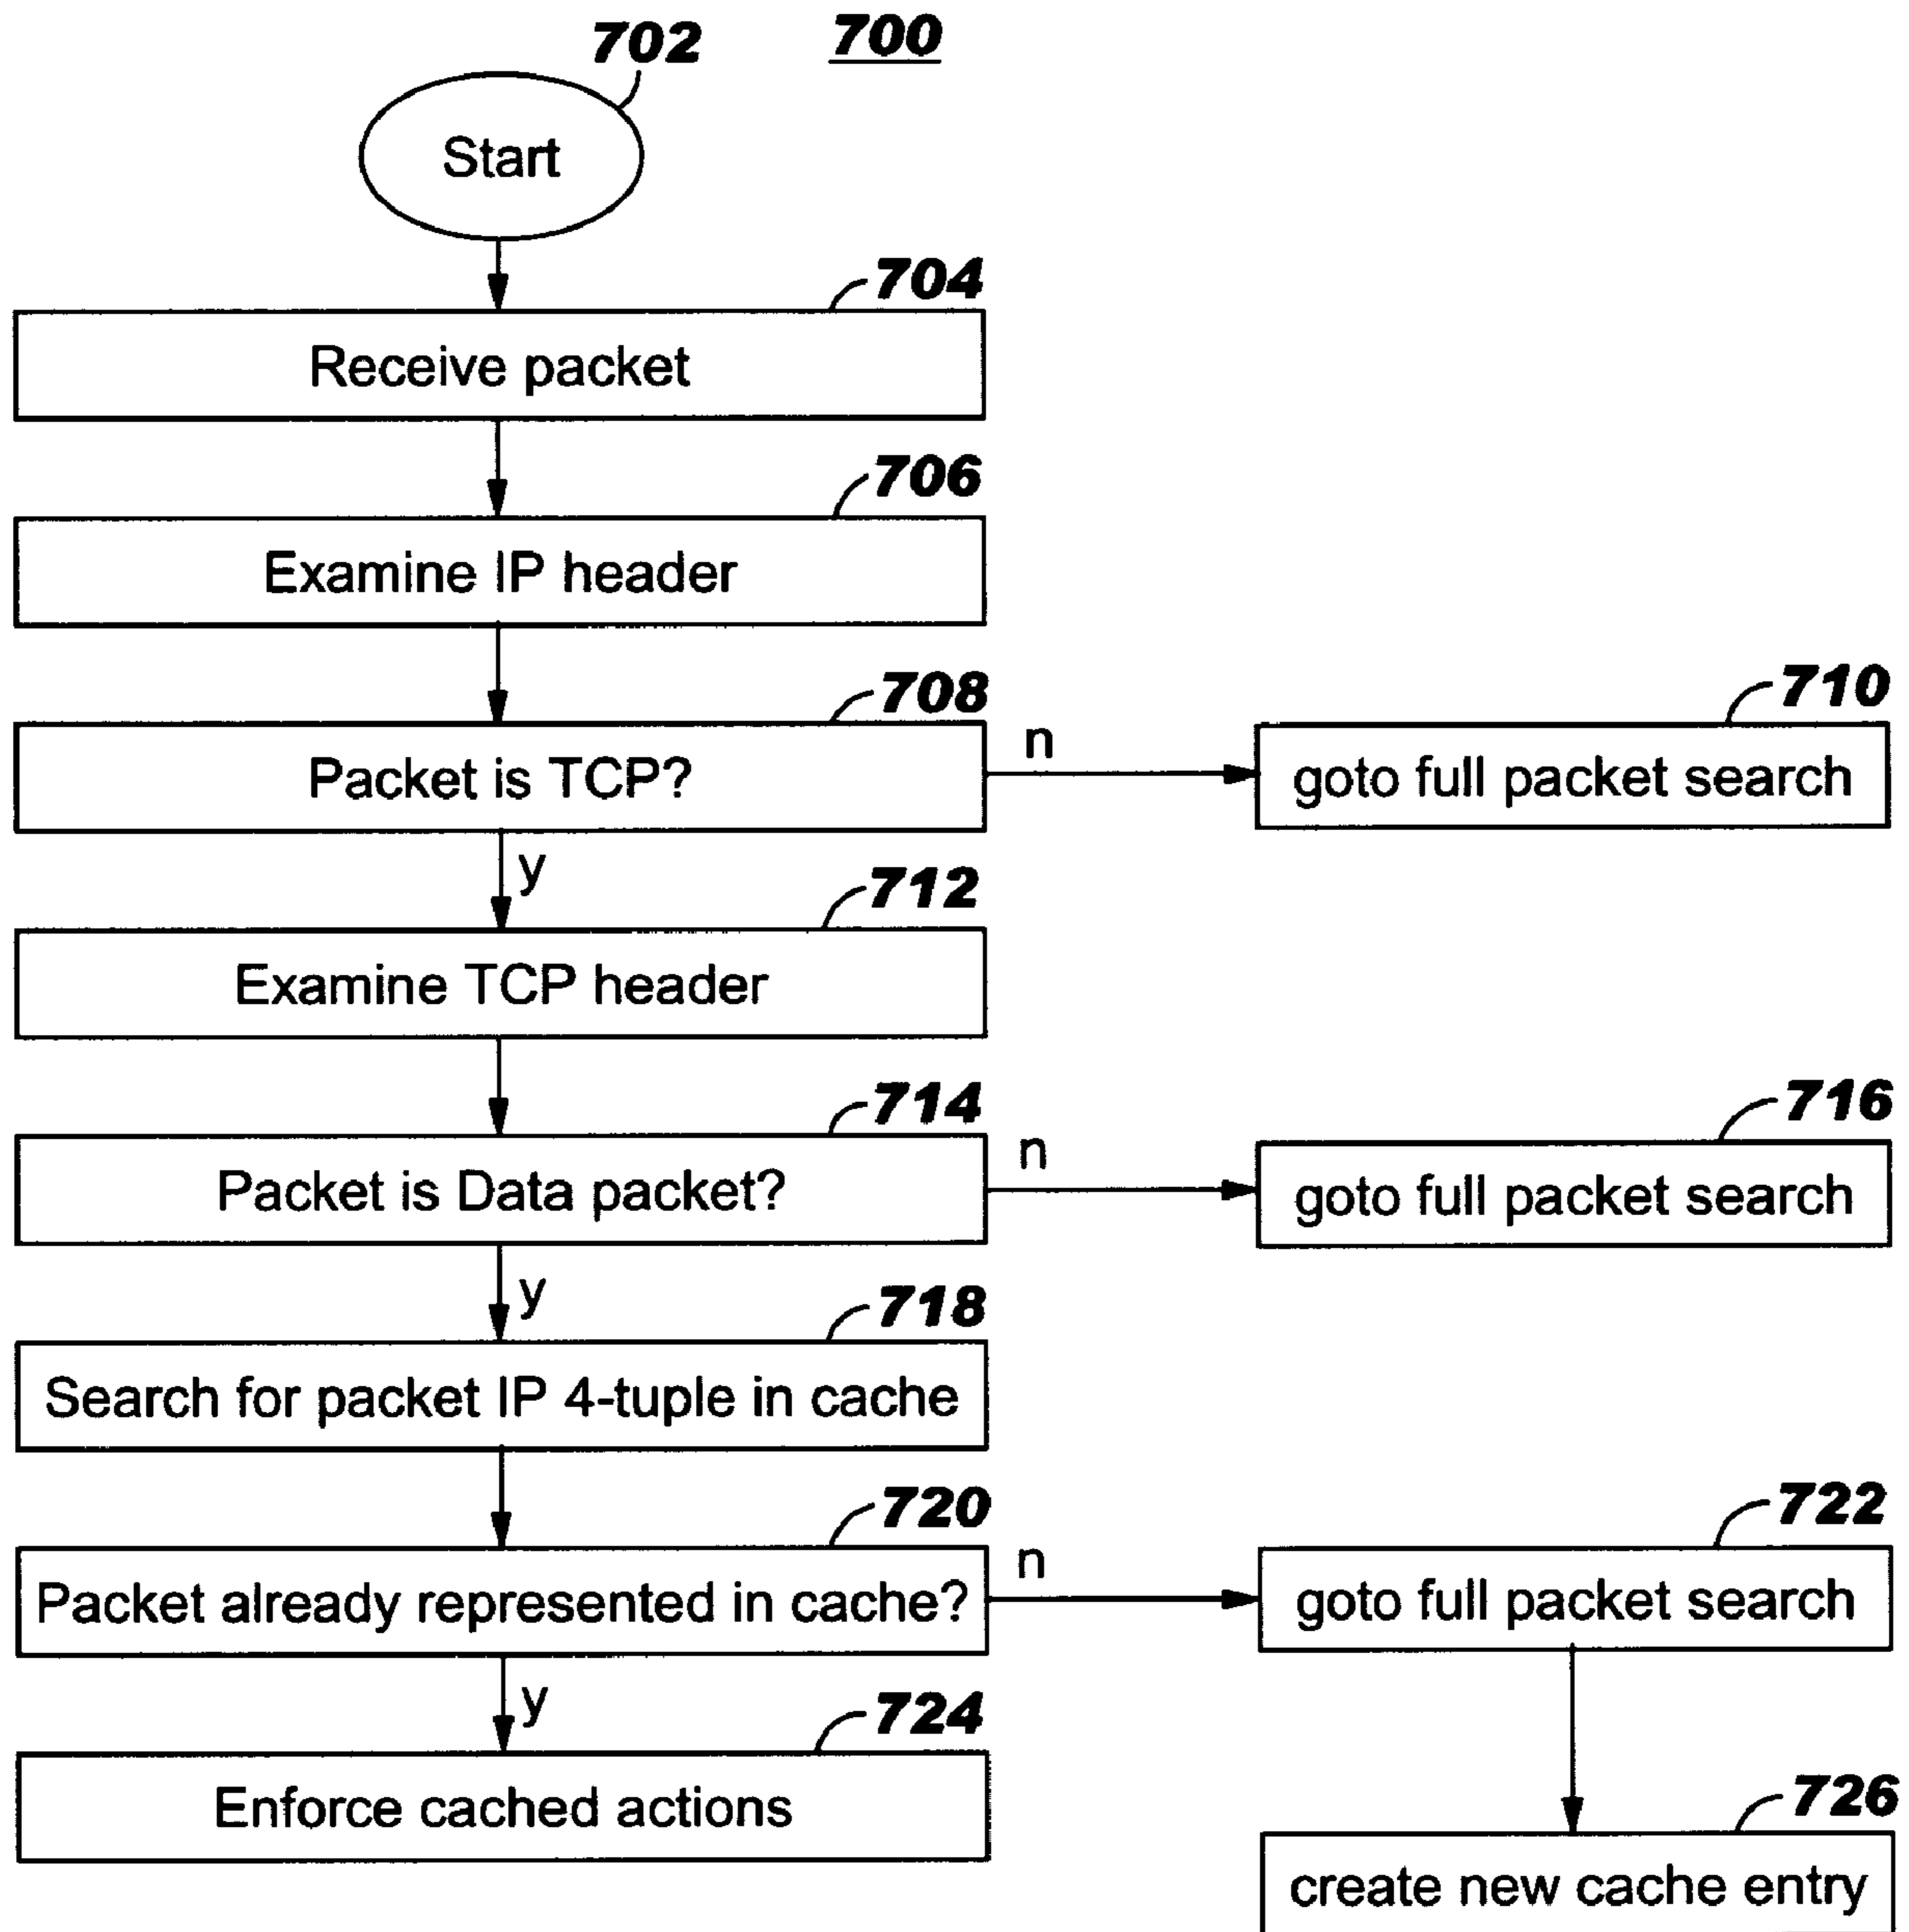 702
700
Start
704
Receive packet
706
Examine IP header
708
Packet is TCP?
n
710
goto full packet search
y
712
Examine TCP header
714
Packet is Data packet?
n
716
goto full packet search
y
718
Search for packet IP 4-tuple in cache
720
Packet already represented in cache?
n
722
goto full packet search
y
724
Enforce cached actions
726
create new cache entry